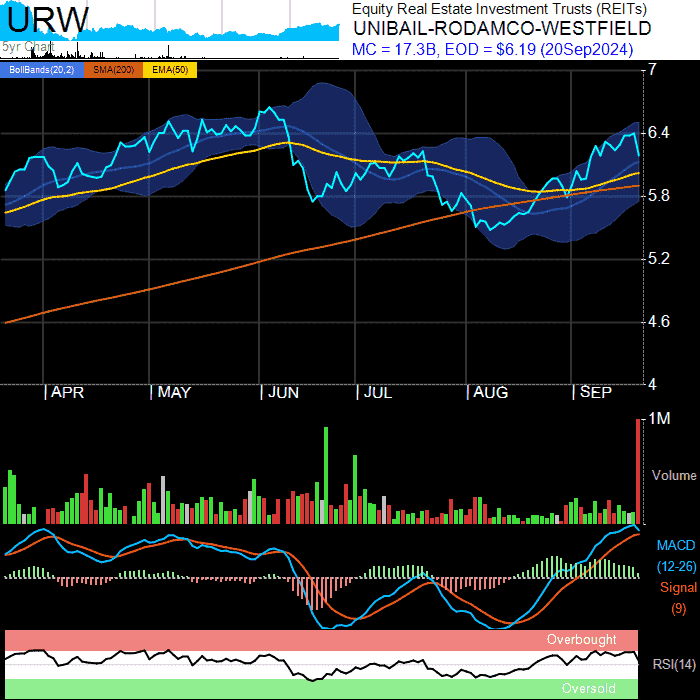 URW
5yr Chart
Equity Real Estate Investment Trusts (REITs)
UNIBAIL-RODAMCO-WESTFIELD
MC = 17.3B, EOD = $6.19 (20Sep2024)
BollBands(20,2) SMA(200) EMA(50)
7
6.4
5.8
5.2
4.6
4
APR MAY JUN JUL AUG SEP
1M
Volume
MACD
(12-26)
Signal
(9)
Overbought
RSI(14)
Oversold